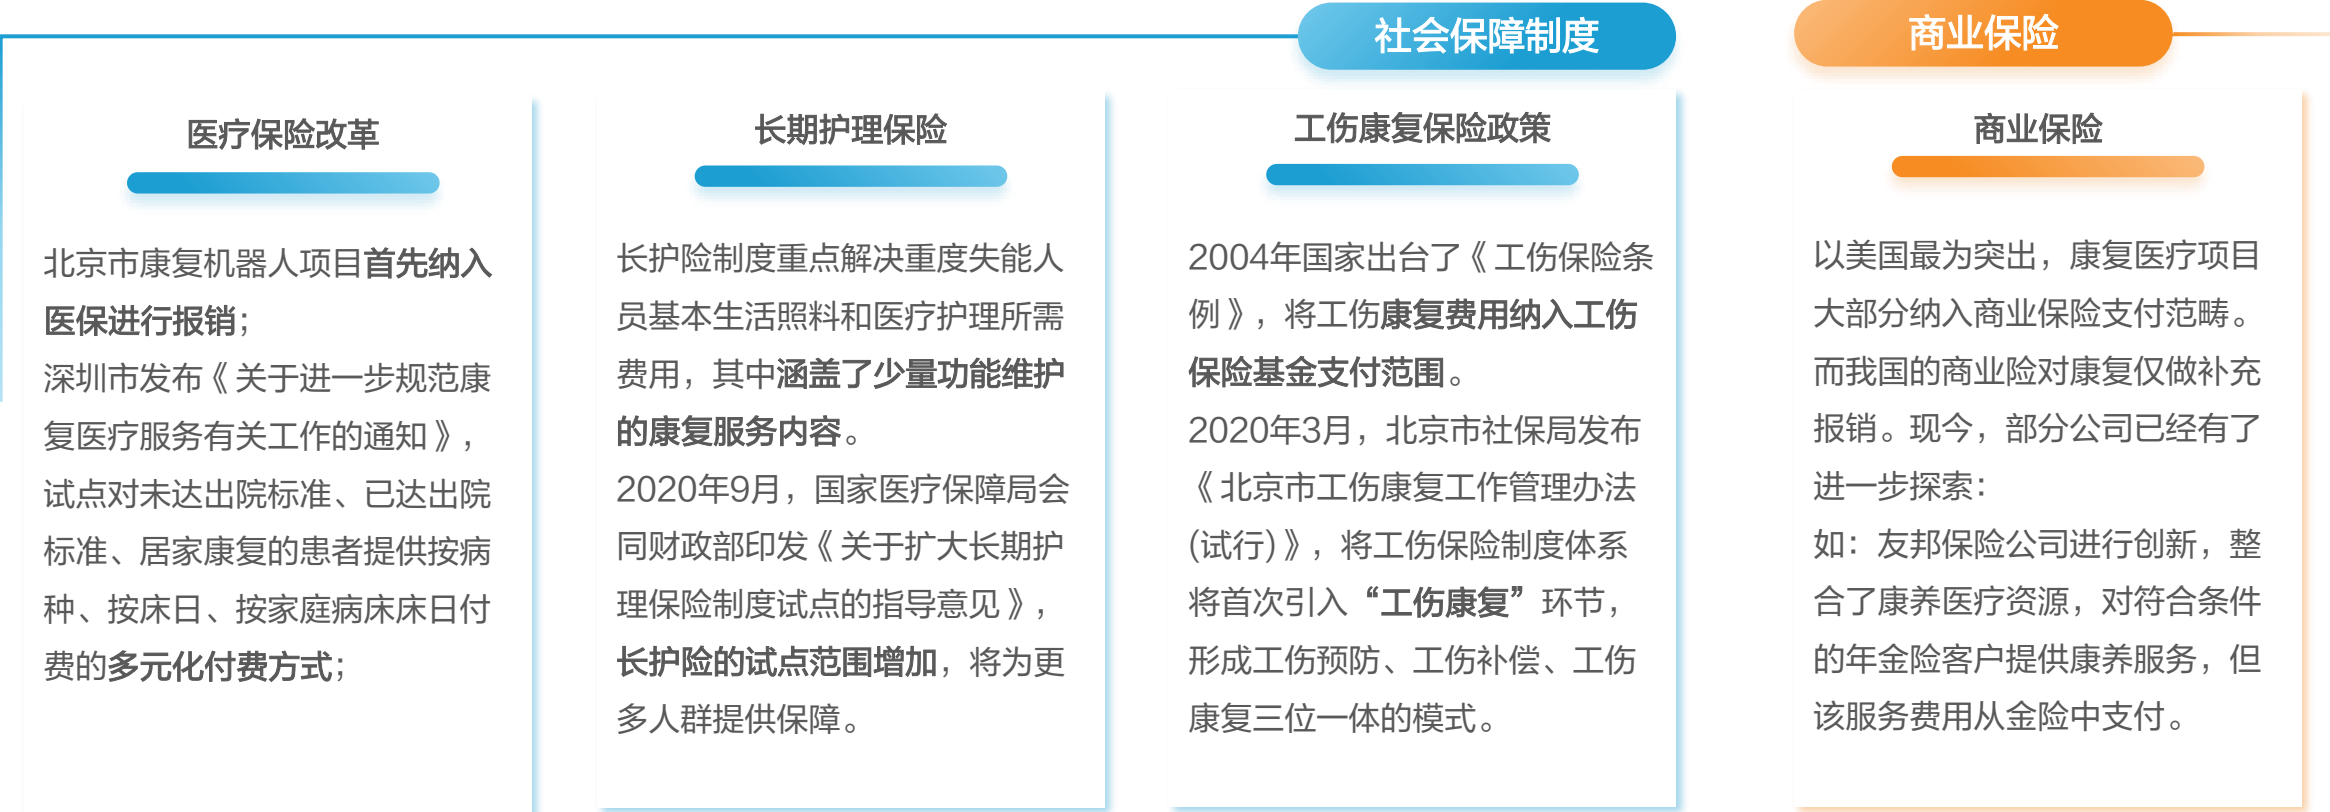 社会保障制度
商业保险
医疗保险改革
北京市康复机器人项目首先纳入
医保进行报销；
深圳市发布《关于进一步规范康
复医疗服务有关工作的通知》，
试点对未达出院标准、已达出院
标准、居家康复的患者提供按病
种、按床日、按家庭病床床日付
费的多元化付费方式；
长期护理保险
长护险制度重点解决重度失能人
员基本生活照料和医疗护理所需
费用，其中涵盖了少量功能维护
的康复服务内容。
2020年9月，国家医疗保障局会
同财政部印发《关于扩大长期护
理保险制度试点的指导意见》，
长护险的试点范围增加，将为更
多人群提供保障。
工伤康复保险政策
2004年国家出台了《工伤保险条
例》，将工伤康复费用纳入工伤
保险基金支付范围。
2020年3月，北京市社保局发布
《北京市工伤康复工作管理办法
(试行)》，将工伤保险制度体系
将首次引入“工伤康复”环节，
形成工伤预防、工伤补偿、工伤
康复三位一体的模式。
商业保险
以美国最为突出，康复医疗项目
大部分纳入商业保险支付范畴。
而我国的商业险对康复仅做补充
报销。现今，部分公司已经有了
进一步探索：
如：友邦保险公司进行创新，整
合了康养医疗资源，对符合条件
的年金险客户提供康养服务，但
该服务费用从金险中支付。